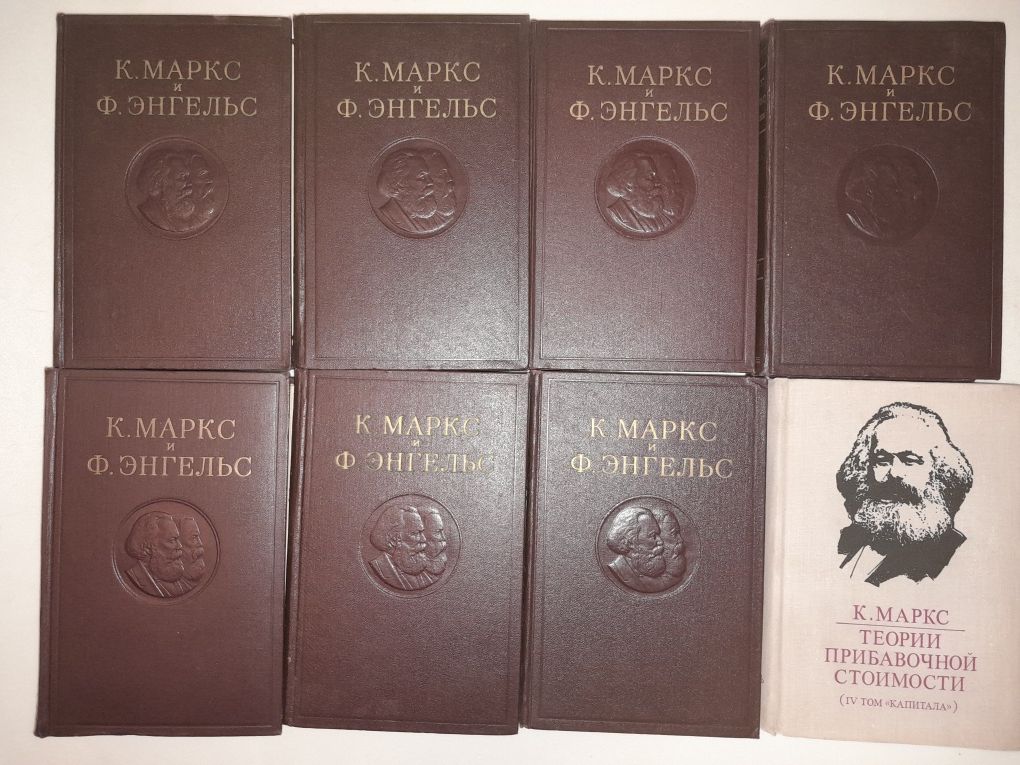 К. МАРКС
и
Ф. ЭНГЕЛЬС
К. МАРКС
и
Ф. ЭНГЕЛЬС
К. МАРКС
и
Ф. ЭНГЕЛЬС
К. МАРКС
и
Ф. ЭНГЕЛЬС
К. МАРКС
и
Ф. ЭНГЕЛЬС
К МАРКС
и
Ф. ЭНГЕЛЬС
К МАРКС
и
Ф. ЭНГЕЛЬС
К. МАРКС
ТЕОРИИ
ПРИБАВОЧНОЙ
СТОИМОСТИ
(IV ТОМ «КАПИТАЛА»)